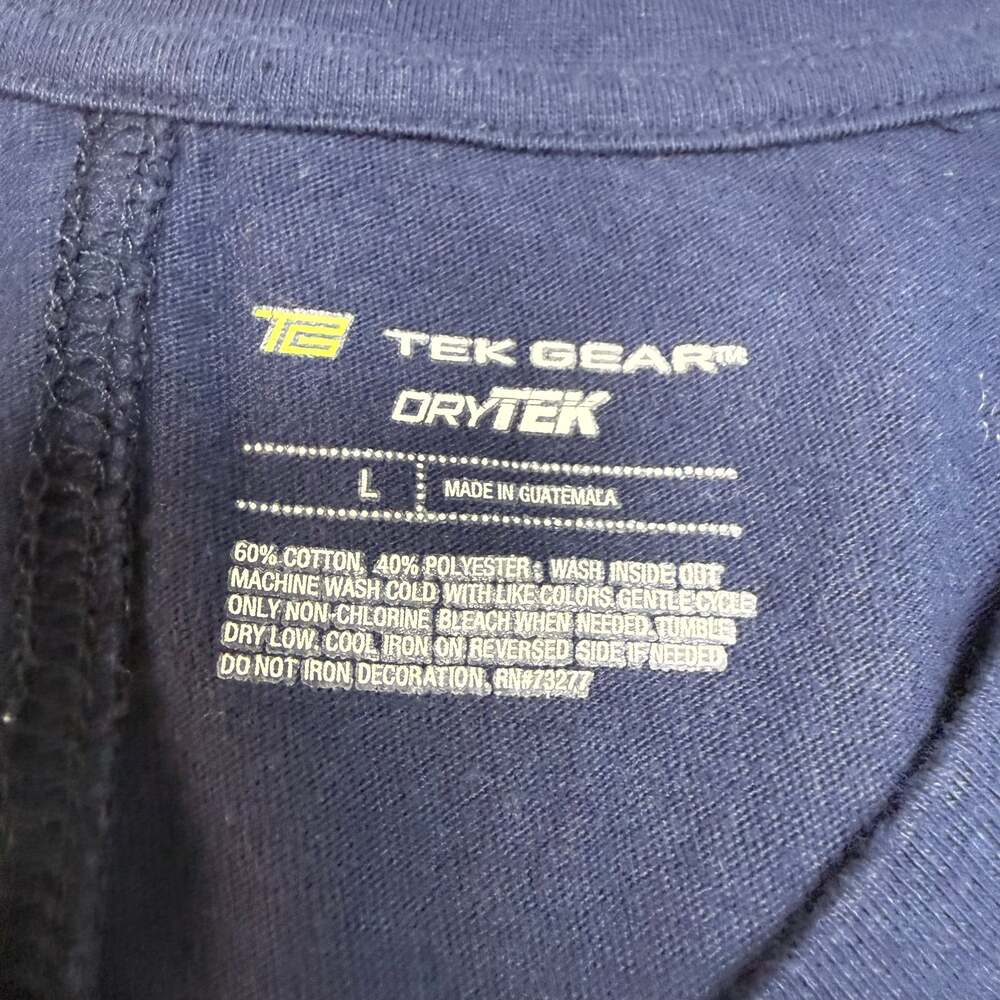 TG TEK GEAR™
DRYTEK
L MADE IN GUATEMALA
60% COTTON, 40% POLYESTER; WASH INSIDE OUT
MACHINE WASH COLD WITH LIKE COLORS. GENTLE CYCLE
ONLY NON-CHLORINE BLEACH WHEN NEEDED. TUMBLE
DRY LOW. COOL IRON ON REVERSED SIDE IF NEEDED
DO NOT IRON DECORATION. RN#73277